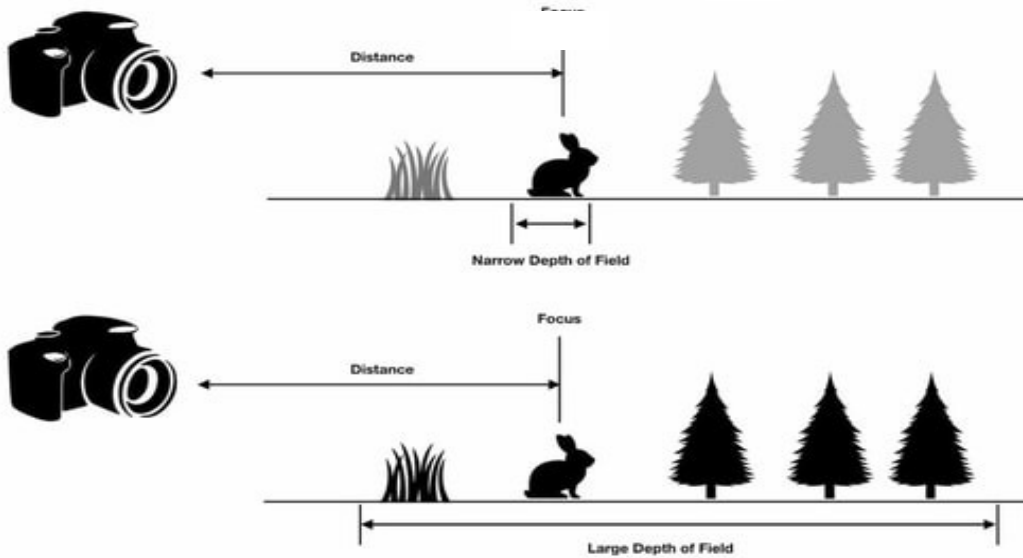 Distance
Narrow Depth of Field
Focus
Distance
Large Depth of Field